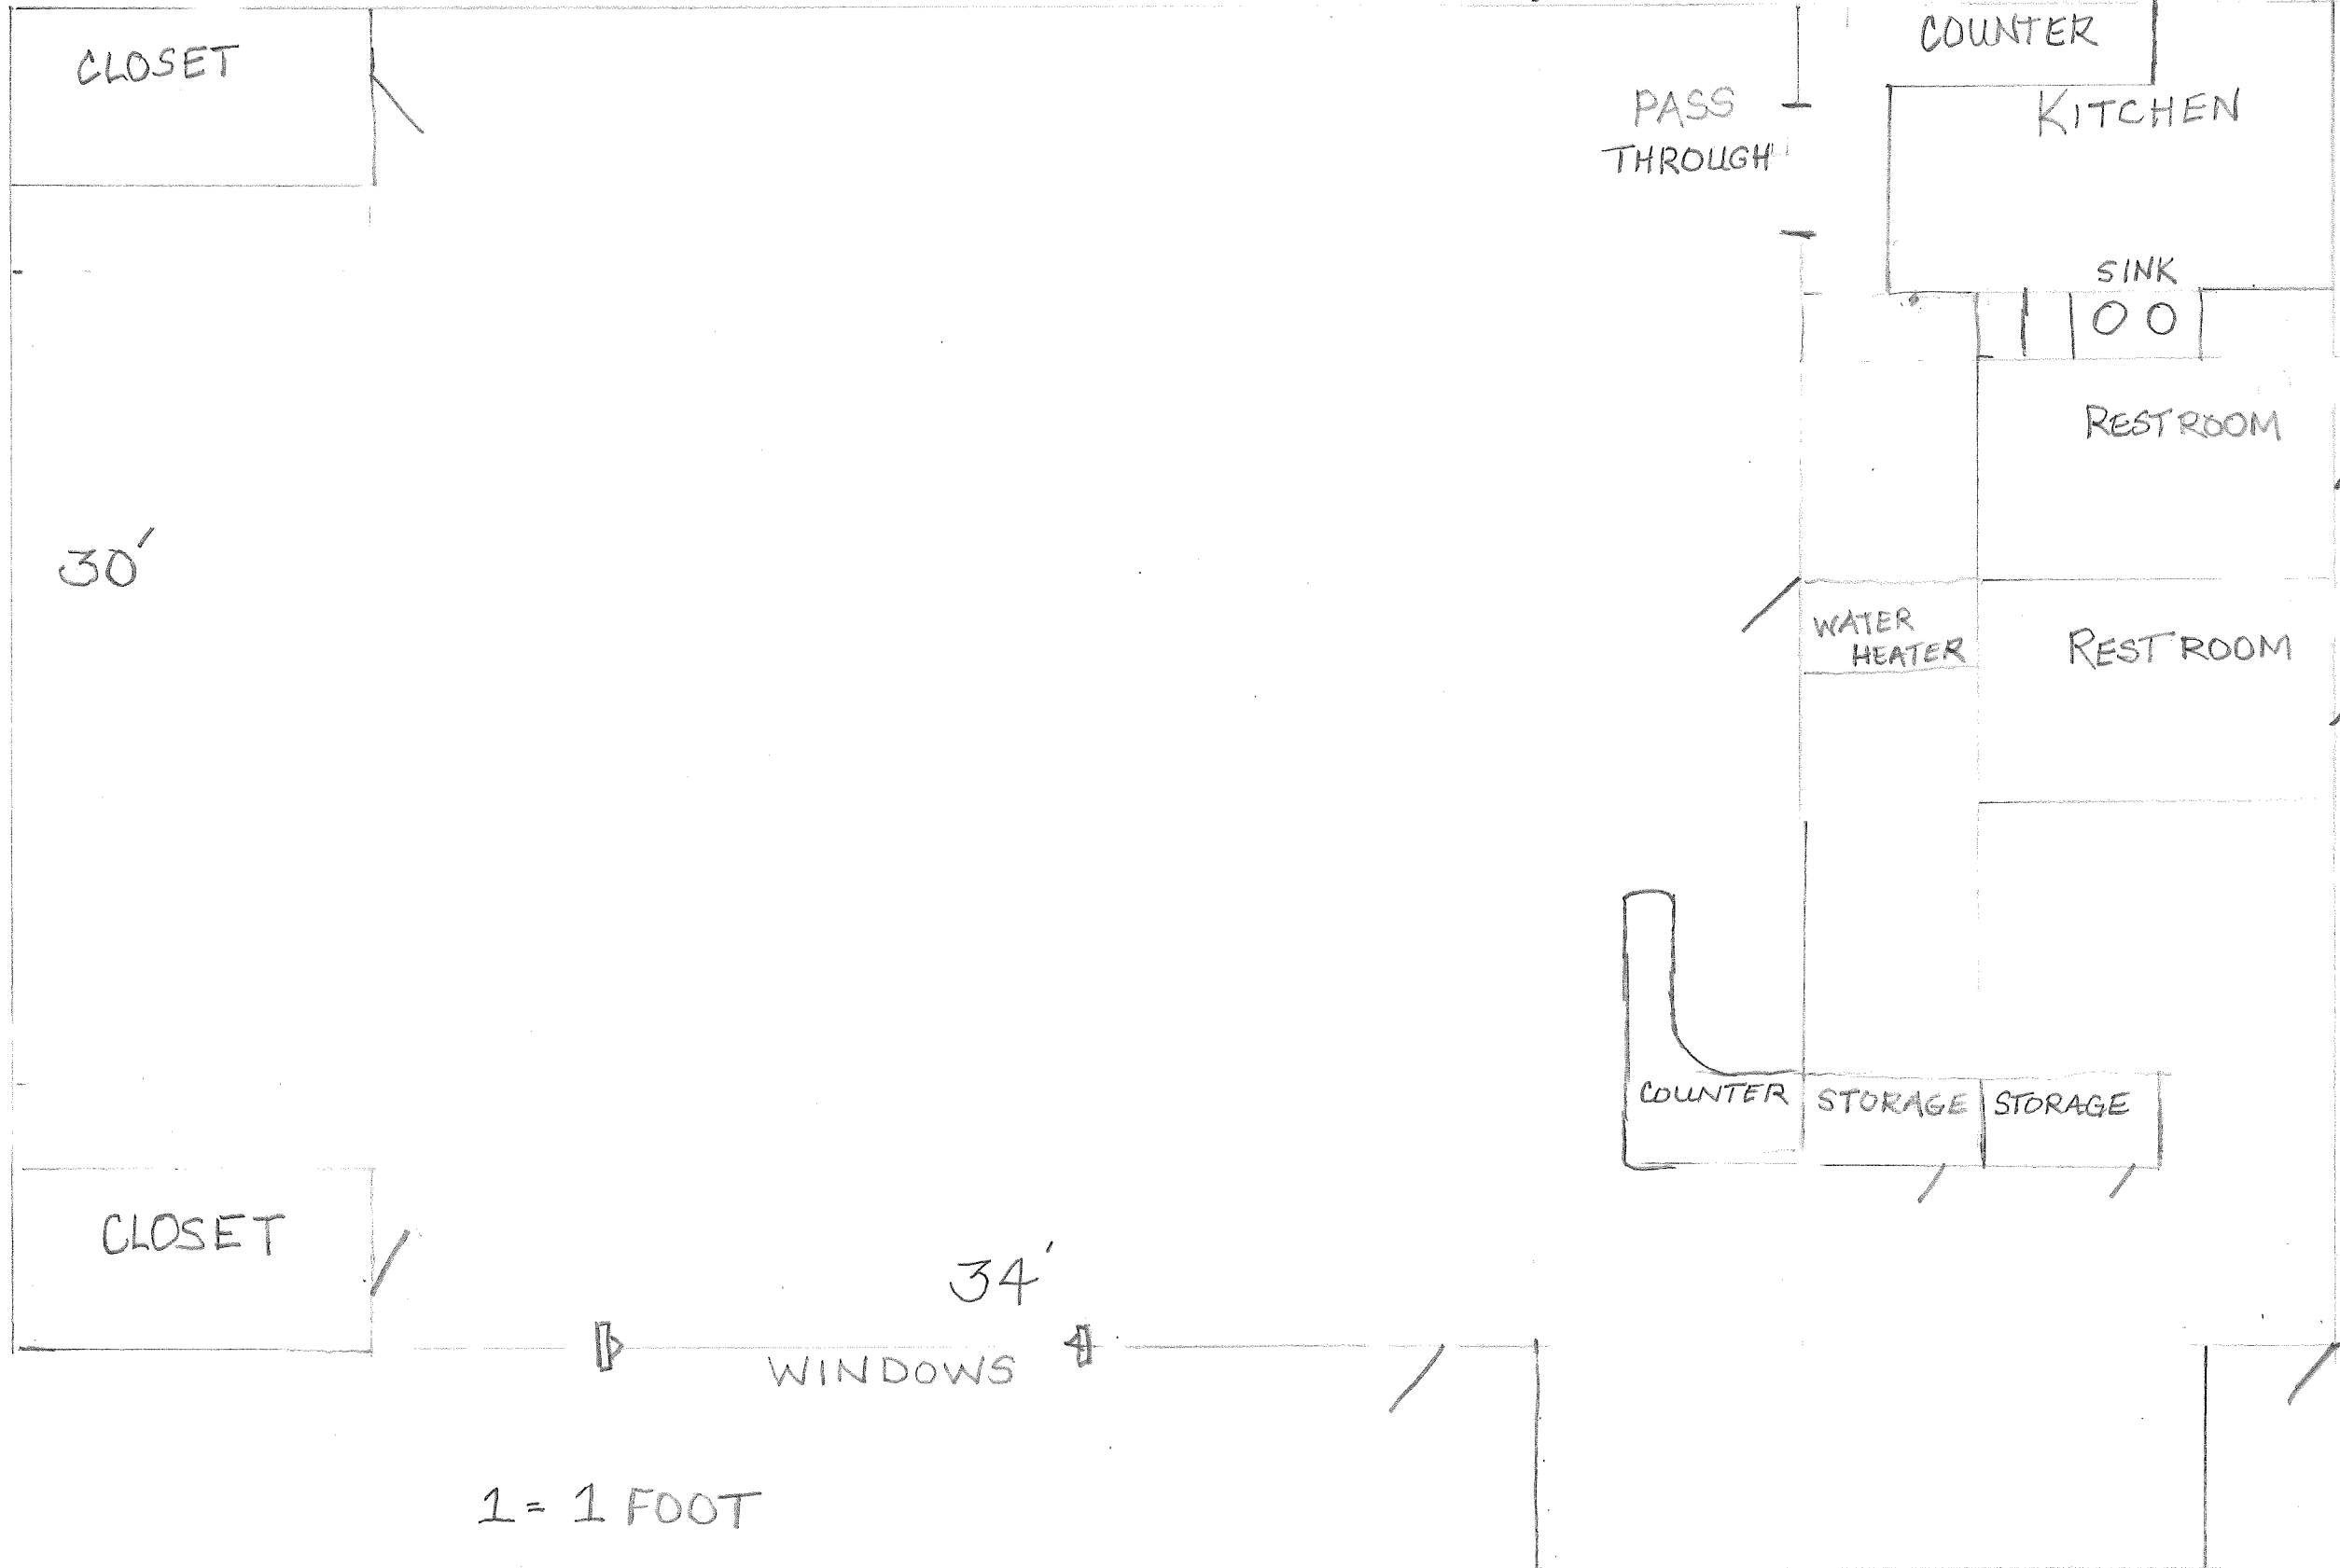 CLOSET
COUNTER
PASS
THROUGH
KITCHEN
SINK
RESTROOM
30'
WATER
HEATER
RESTROOM
COUNTER
STORAGE
STORAGE
CLOSET
34'
WINDOWS
1 = 1 FOOT